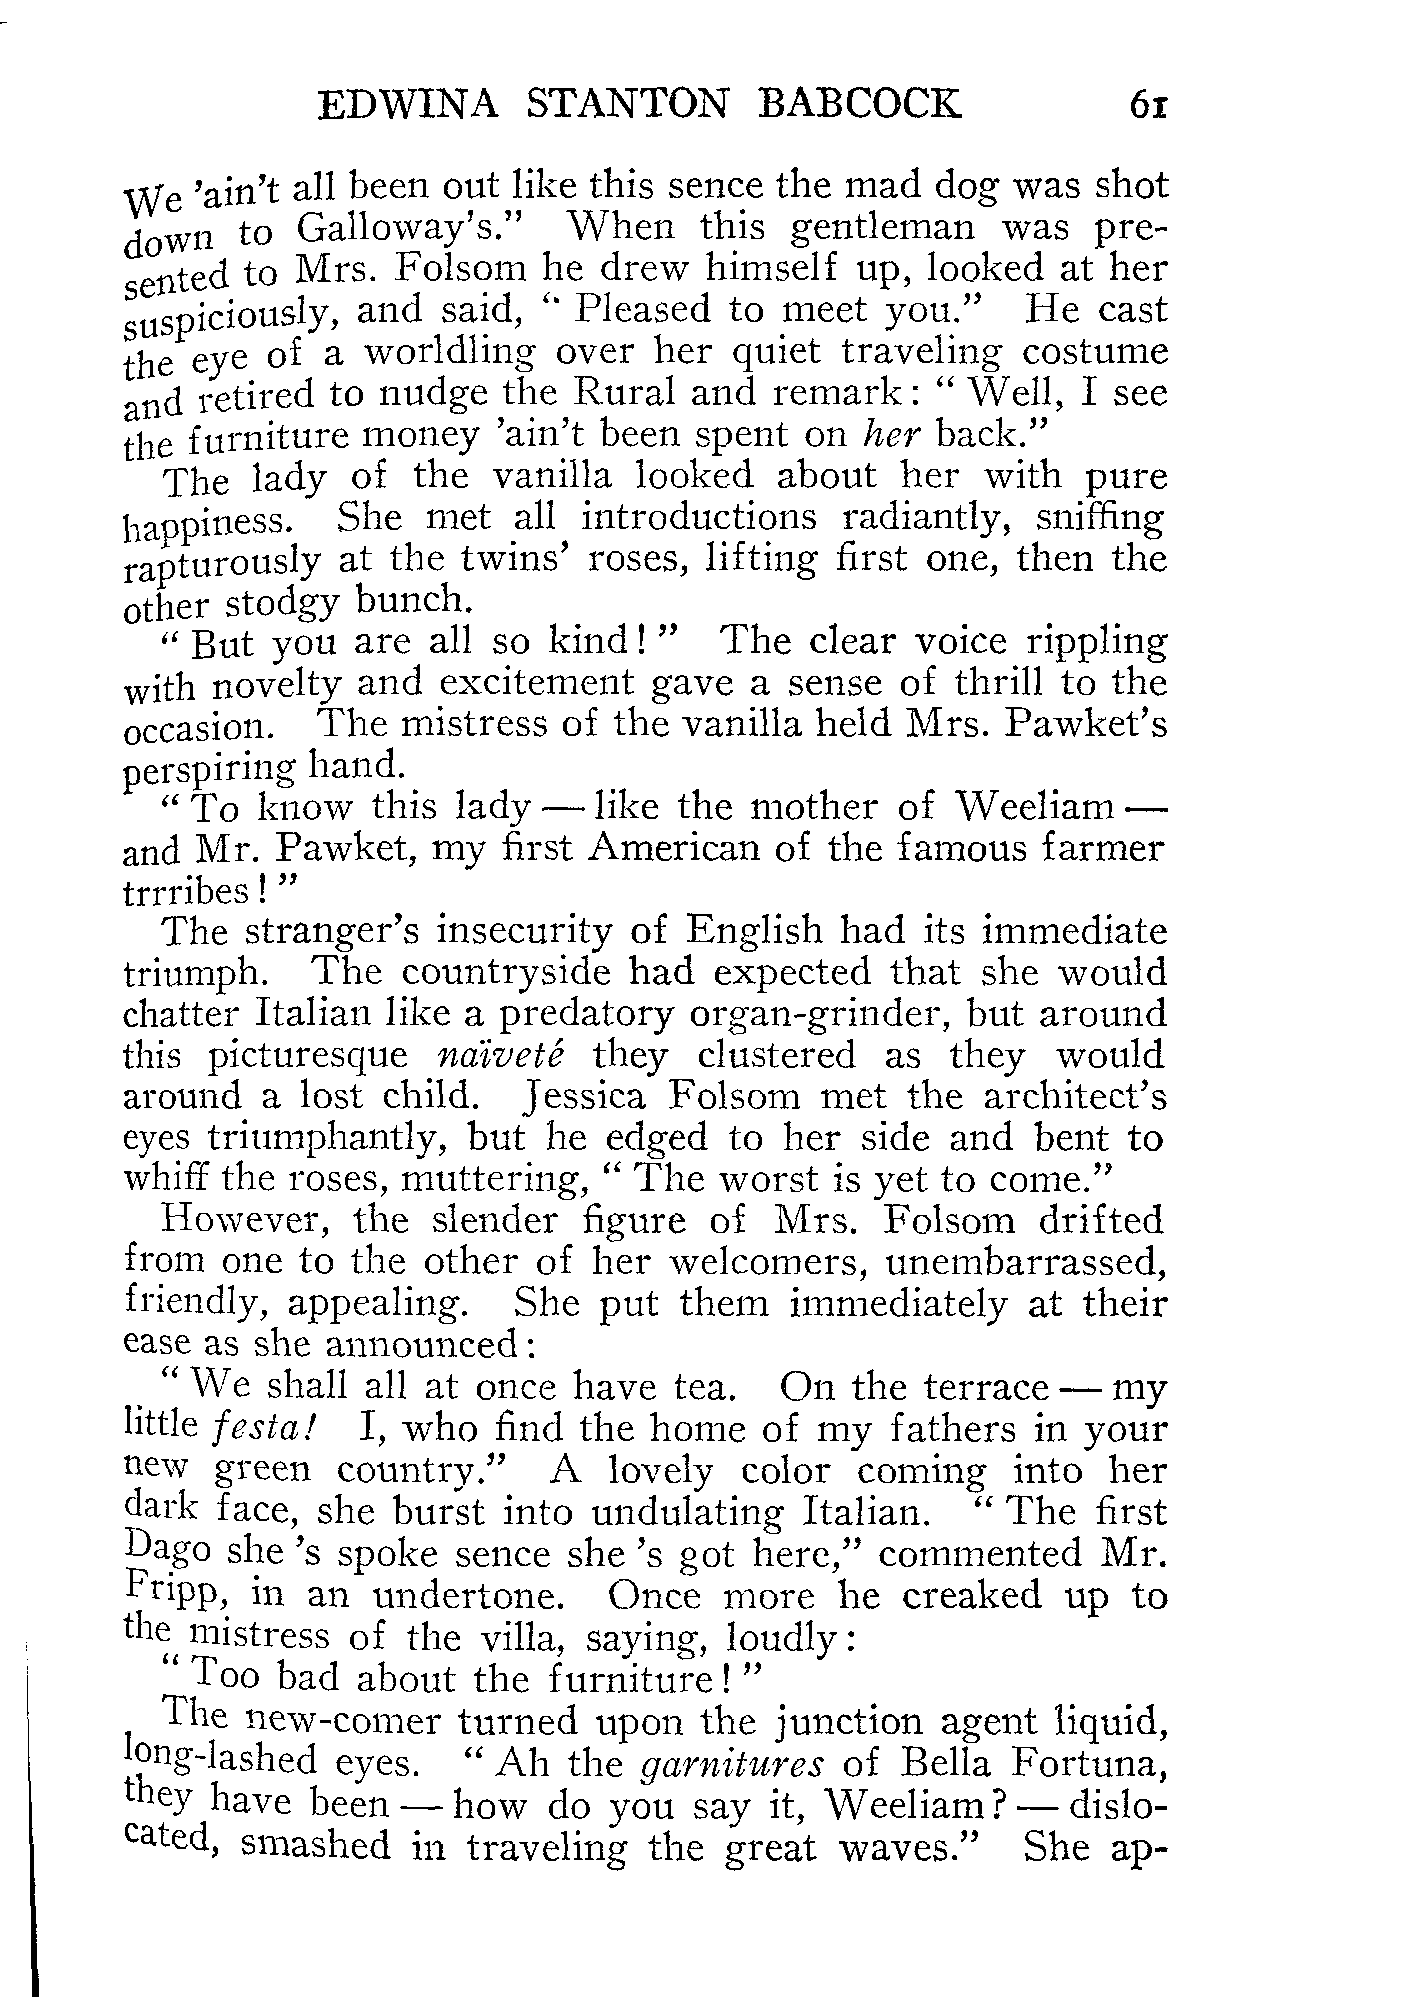 EDWINA STANTON BABCOCK 61
We 'ain't all been out like this sence the mad dog was shot
down to Galloway's." When this gentleman was pre-
sented to Mrs. Folsom he drew himself up, looked at her
suspiciously, and said, " Pleased to meet you." He cast
the eye of a worldling over her quiet traveling costume
and retired to nudge the Rural and remark: " Well, I see
the furniture money 'ain't been spent on her back."
The lady of the vanilla looked about her with pure
happiness. She met all introductions radiantly, sniffing
rapturously at the twins' roses, lifting first one, then the
other stodgy bunch.
" But you are all so kind! " The clear voice rippling
with novelty and excitement gave a sense of thrill to the
occasion. The mistress of the vanilla held Mrs. Pawket's
perspiring hand.
" To know this lady — like the mother of Weeliam —
and Mr. Pawket, my first American of the famous farmer
trrribes! "
The stranger's insecurity of English had its immediate
triumph. The countryside had expected that she would
chatter Italian like a predatory organ-grinder, but around
this picturesque naïveté they clustered as they would
around a lost child. Jessica Folsom met the architect's
eyes triumphantly, but he edged to her side and bent to
whiff the roses, muttering, " The worst is yet to come."
However, the slender figure of Mrs. Folsom drifted
from one to the other of her welcomers, unembarrassed,
friendly, appealing. She put them immediately at their
ease as she announced:
" We shall all at once have tea. On the terrace — my
little festa! I, who find the home of my fathers in your
new green country." A lovely color coming into her
dark face, she burst into undulating Italian. " The first
Dago she 's spoke sence she 's got here," commented Mr.
Fripp, in an undertone. Once more he creaked up to
the mistress of the villa, saying, loudly:
" Too bad about the furniture! "
The new-comer turned upon the junction agent liquid,
long-lashed eyes. " Ah the garnitures of Bella Fortuna,
they have been — how do you say it, Weeliam? — dislo-
cated, smashed in traveling the great waves." She ap-